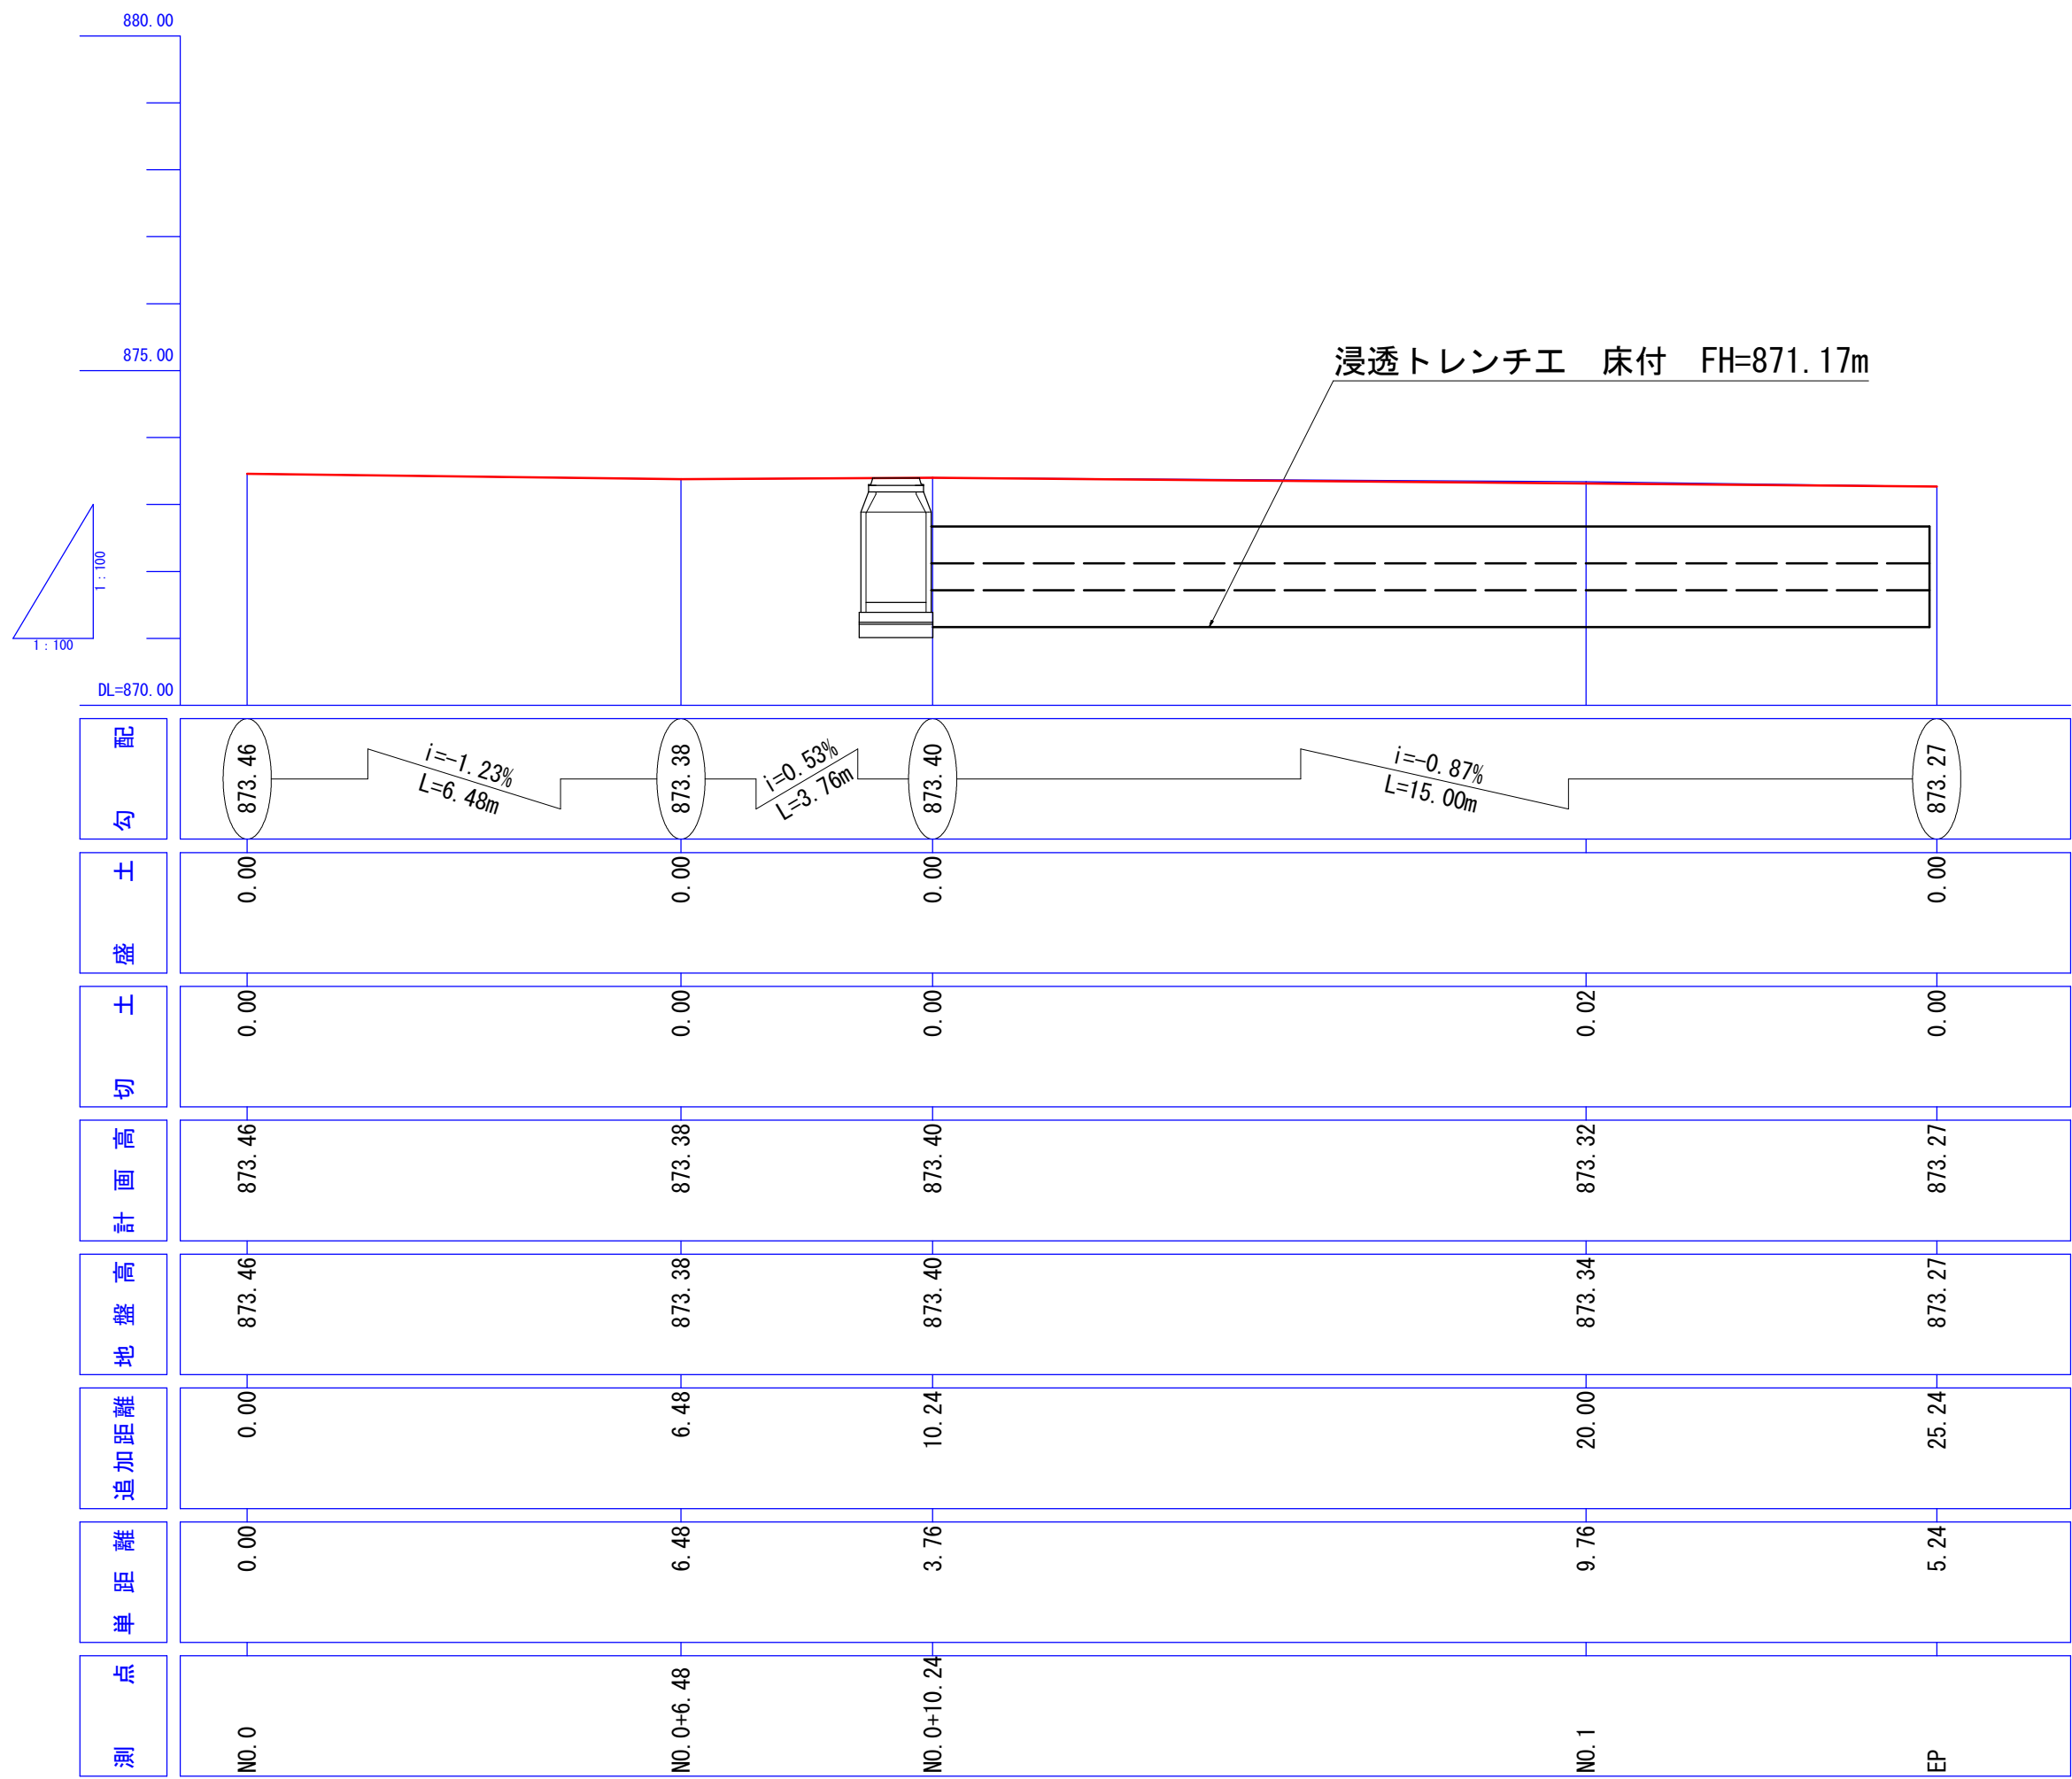 880.00
875.00
浸透トレンチ工　床付　FH=871.17m
1：100
1：100
DL=870.00
勾配
873.46
i=-1.23%
L=6.48m
873.38
i=0.53%
L=3.76m
873.40
i=-0.87%
L=15.00m
873.27
盛土
0.00
0.00
0.00
0.00
切土
0.00
0.00
0.00
0.02
0.00
計画高
873.46
873.38
873.40
873.32
873.27
地盤高
873.46
873.38
873.40
873.34
873.27
追加距離
0.00
6.48
10.24
20.00
25.24
単距離
0.00
6.48
3.76
9.76
5.24
測点
NO.0
NO.0+6.48
NO.0+10.24
NO.1
EP